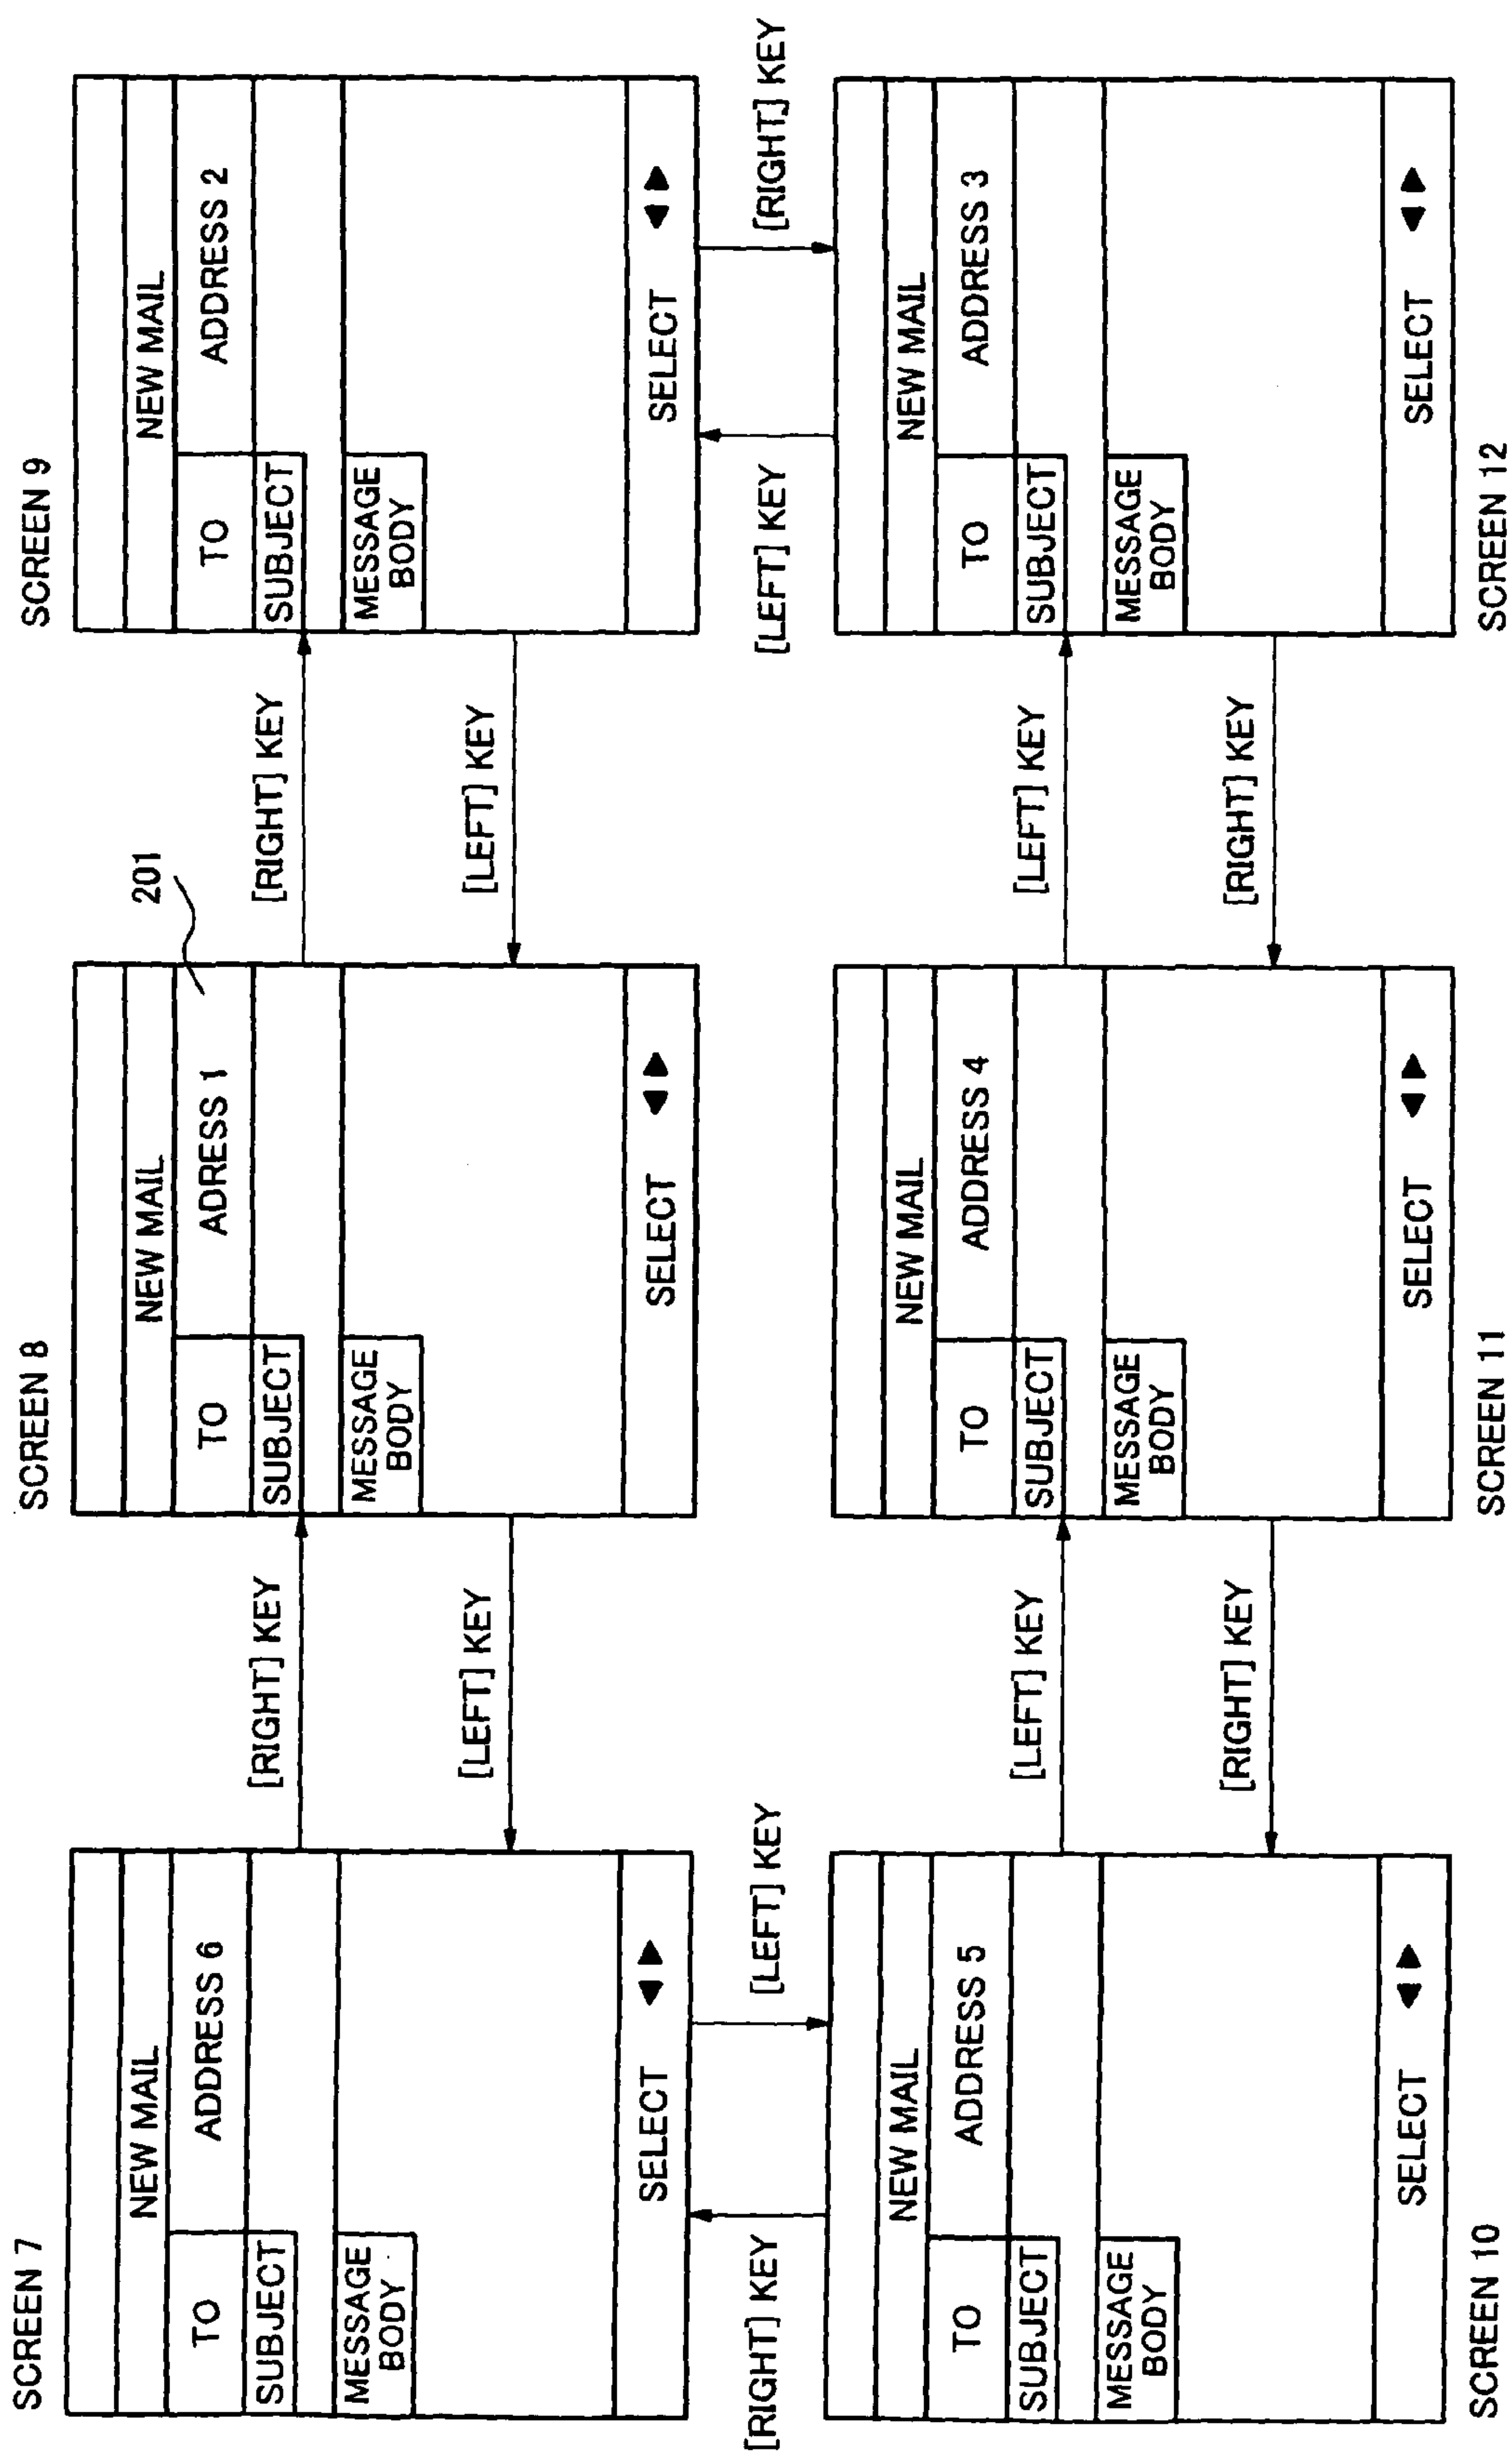 SCREEN 7
NEW MAIL
TO
ADDRESS 6
SUBJECT
MESSAGE
BODY
SELECT ◀ ▶
[RIGHT] KEY
[LEFT] KEY
SCREEN 8
201
NEW MAIL
TO
ADRESS 1
SUBJECT
MESSAGE
BODY
SELECT ◀ ▶
[RIGHT] KEY
[LEFT] KEY
SCREEN 9
NEW MAIL
TO
ADDRESS 2
SUBJECT
MESSAGE
BODY
SELECT ◀ ▶
[RIGHT] KEY
[LEFT] KEY
[LEFT] KEY
[RIGHT] KEY
NEW MAIL
TO
ADDRESS 5
SUBJECT
MESSAGE
BODY
SELECT ◀ ▶
SCREEN 10
[LEFT] KEY
[RIGHT] KEY
NEW MAIL
TO
ADDRESS 4
SUBJECT
MESSAGE
BODY
SELECT ◀ ▶
SCREEN 11
[LEFT] KEY
[RIGHT] KEY
NEW MAIL
TO
ADDRESS 3
SUBJECT
MESSAGE
BODY
SELECT ◀ ▶
SCREEN 12